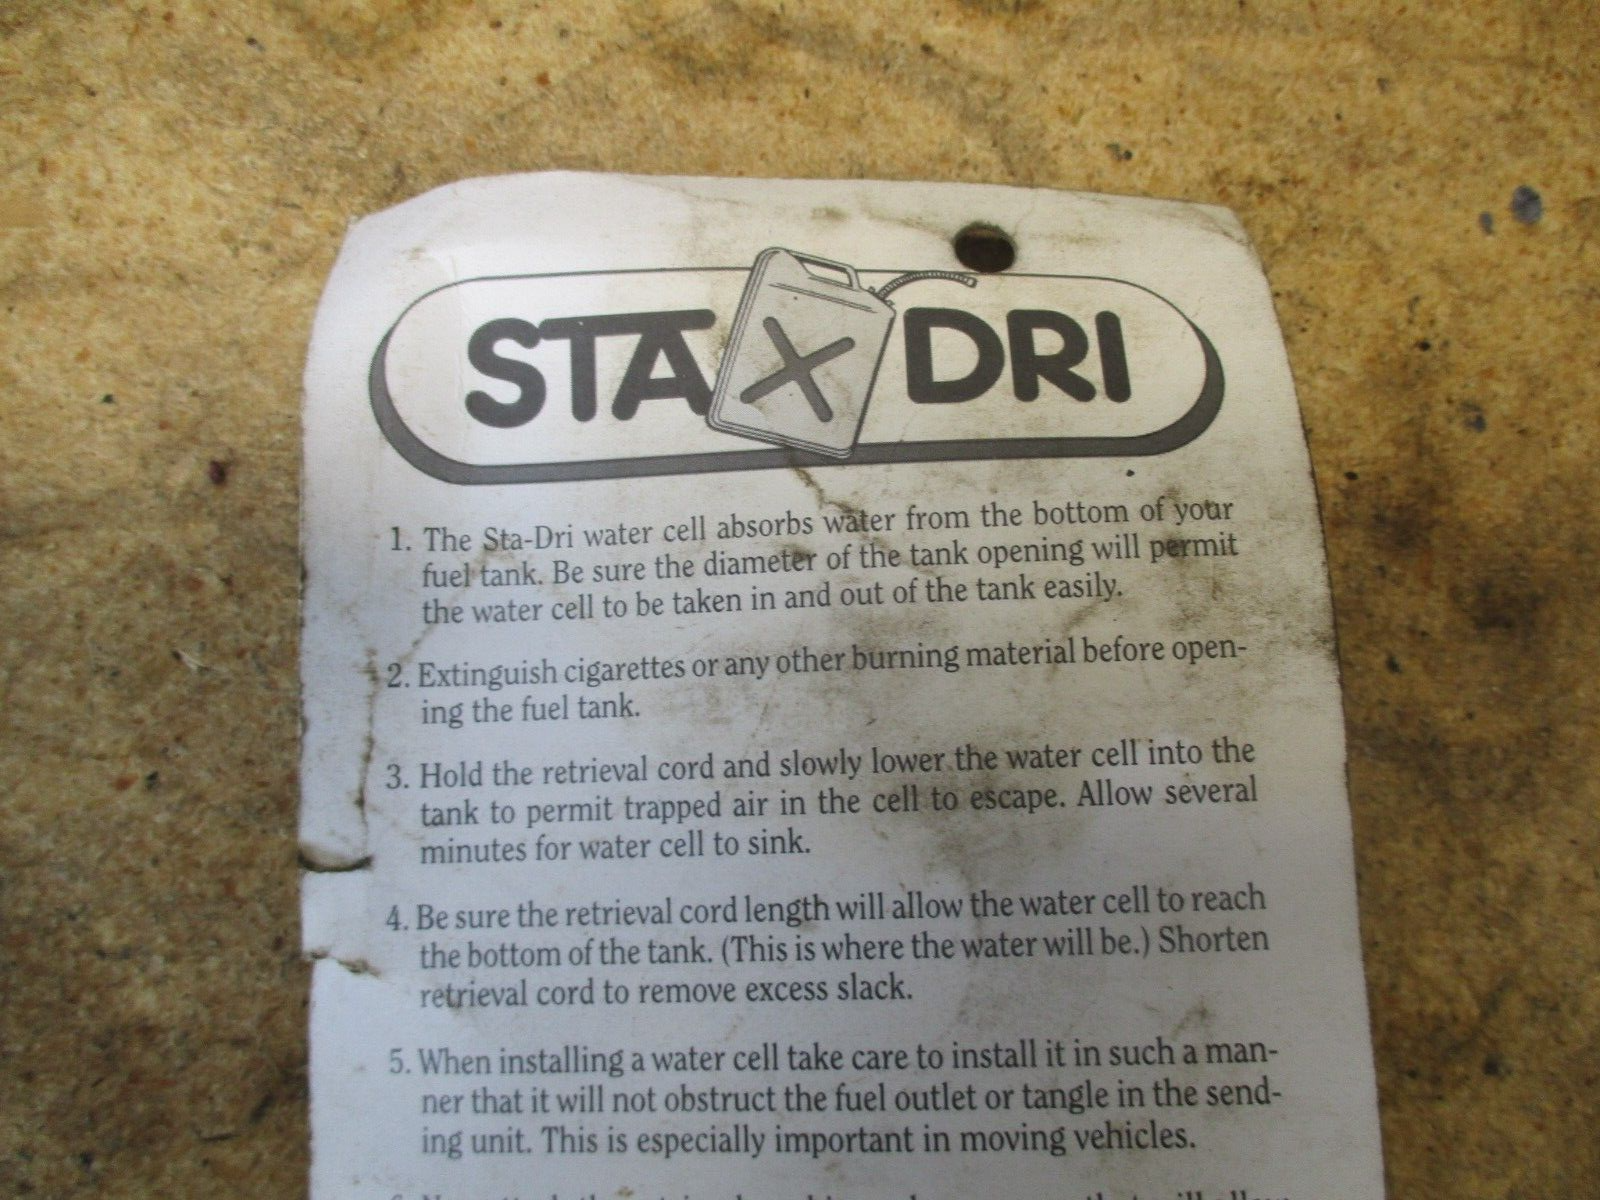 STA DRI
1. The Sta-Dri water cell absorbs water from the bottom of your
fuel tank. Be sure the diameter of the tank opening will permit
the water cell to be taken in and out of the tank easily.
2. Extinguish cigarettes or any other burning material before open-
ing the fuel tank.
3. Hold the retrieval cord and slowly lower the water cell into the
tank to permit trapped air in the cell to escape. Allow several
minutes for water cell to sink.
4. Be sure the retrieval cord length will allow the water cell to reach
the bottom of the tank. (This is where the water will be.) Shorten
retrieval cord to remove excess slack.
5. When installing a water cell take care to install it in such a man-
ner that it will not obstruct the fuel outlet or tangle in the send-
ing unit. This is especially important in moving vehicles.